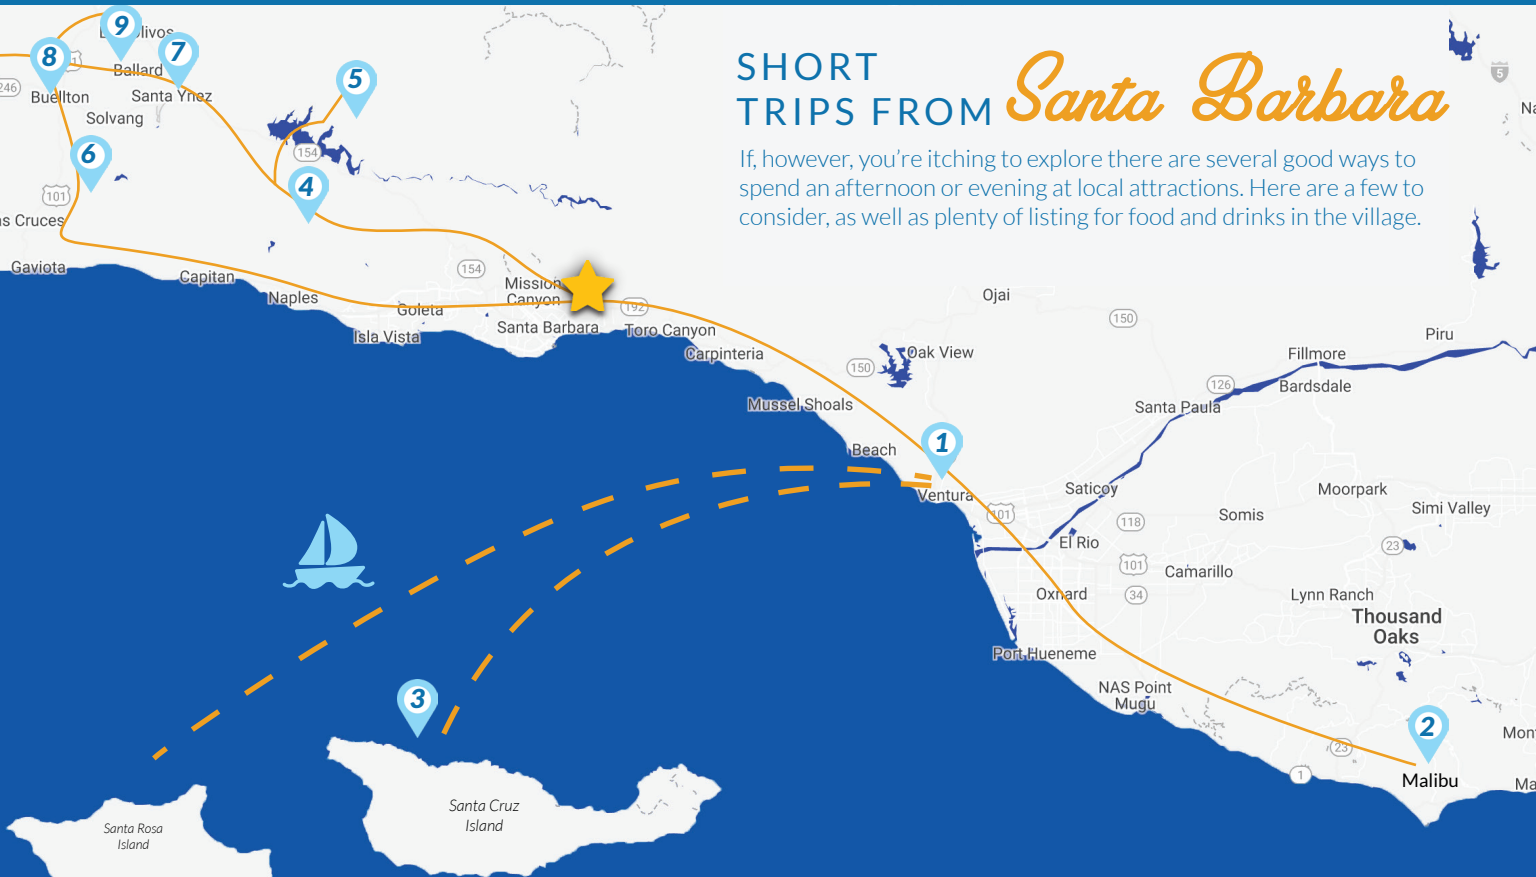 SHORT
TRIPS FROM Santa Barbara
If, however, you're itching to explore there are several good ways to
spend an afternoon or evening at local attractions. Here are a few to
consider, as well as plenty of listing for food and drinks in the village.
9
8
7
5
6
4
1
2
3
246
Ballard
Buellton
Santa Ynez
Solvang
154
101
Cruces
Gaviota
Capitan
Naples
Goleta
Isla Vista
154
Mission
Canyon
192
Santa Barbara
Toro Canyon
Carpinteria
Mussel Shoals
Beach
Ventura
101
Ojai
150
150
Oak View
5
Piru
Fillmore
Bardsdale
126
Santa Paula
Saticoy
118
El Rio
101
34
Oxnard
Port Hueneme
NAS Point
Mugu
Somis
Camarillo
Moorpark
Simi Valley
23
Lynn Ranch
Thousand
Oaks
23
1
Malibu
Santa Cruz
Island
Santa Rosa
Island